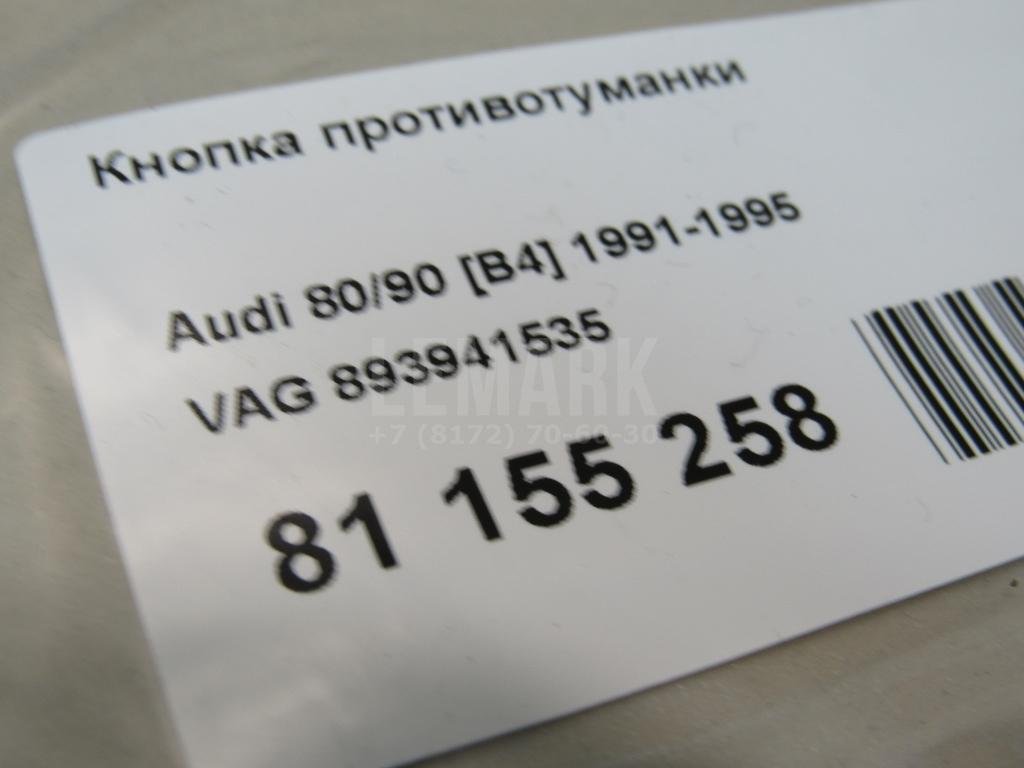 Кнопка противотуманки
Audi 80/90 [B4] 1991-1995
VAG 893941535
LEMARK
+7 (8172) 70-60-30
81 155 258